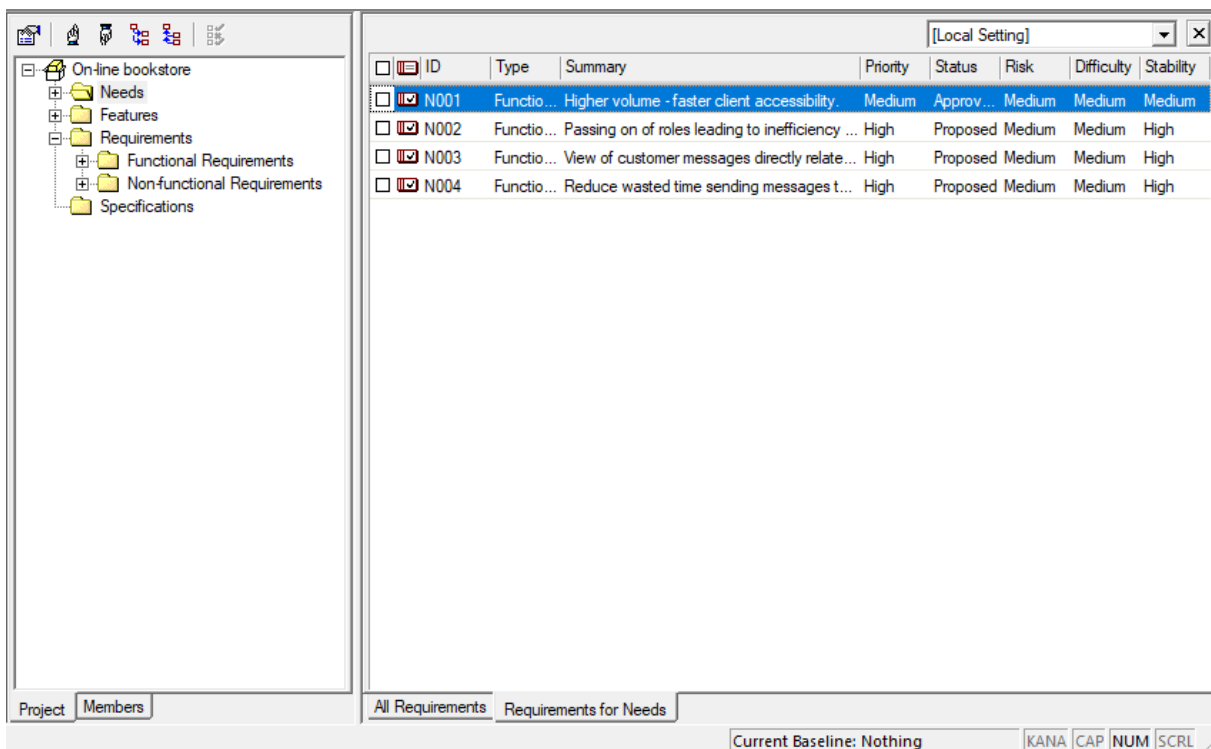 [Local Setting]
On-line bookstore
Needs
Features
Requirements
Functional Requirements
Non-functional Requirements
Specifications
ID Type Summary Priority Status Risk Difficulty Stability
N001 Functio... Higher volume - faster client accessibility. Medium Approv... Medium Medium Medium
N002 Functio... Passing on of roles leading to inefficiency ... High Proposed Medium Medium High
N003 Functio... View of customer messages directly relate... High Proposed Medium Medium High
N004 Functio... Reduce wasted time sending messages t... High Proposed Medium Medium High
Project Members
All Requirements Requirements for Needs
Current Baseline: Nothing KANA CAP NUM SCRL